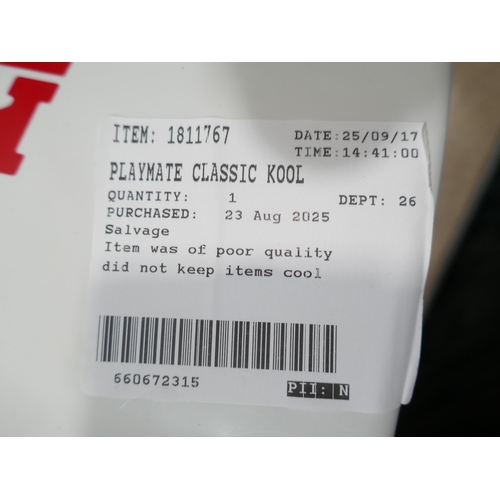 ITEM: 1811767
DATE:25/09/17
TIME:14:41:00
PLAYMATE CLASSIC KOOL
QUANTITY: 1 DEPT: 26
PURCHASED: 23 Aug 2025
Salvage
Item was of poor quality
did not keep items cool
660672315
PII: N